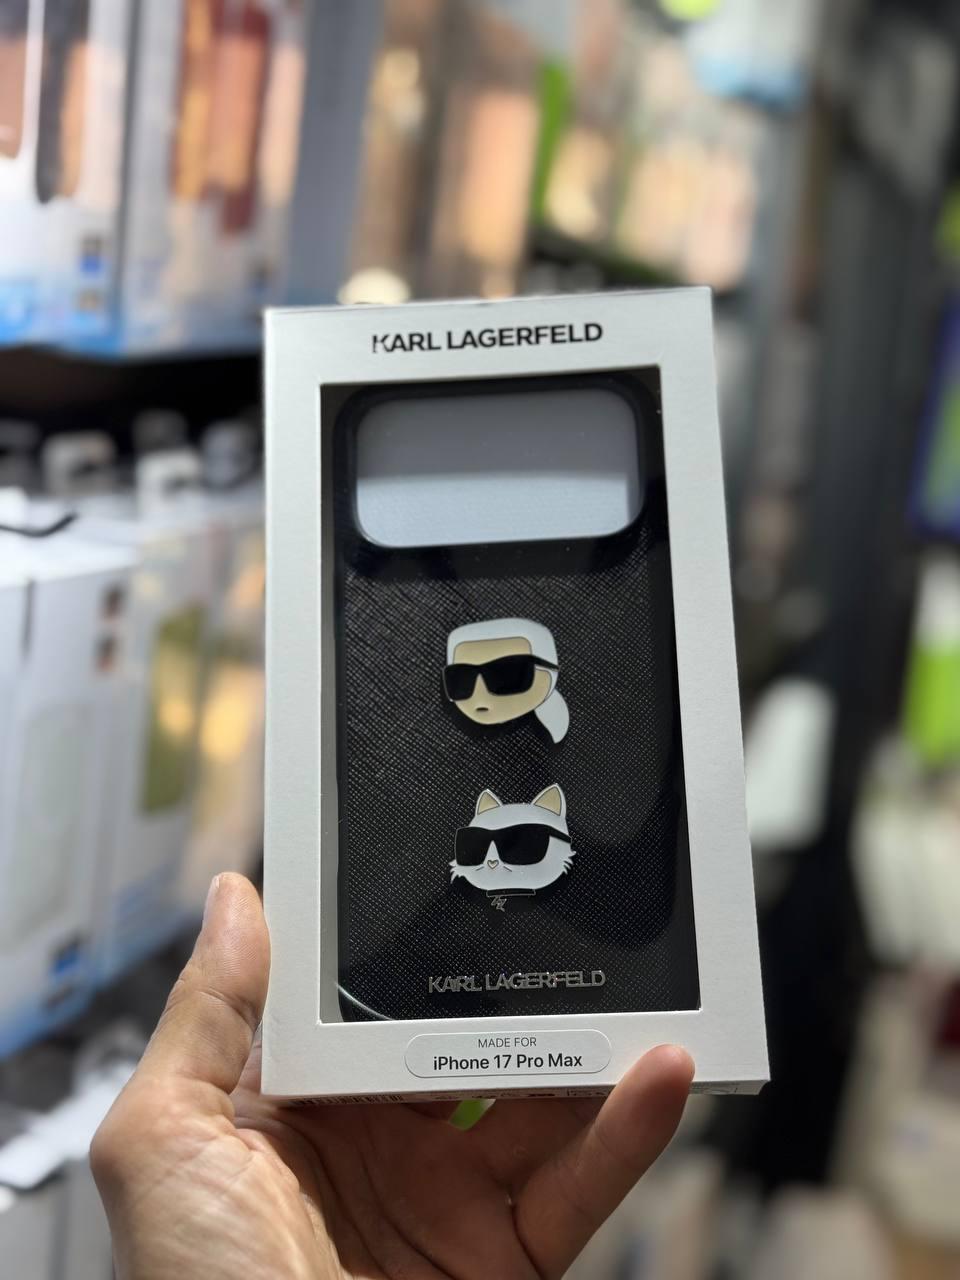 KARL LAGERFELD
KARL LAGERFELD
MADE FOR
iPhone 17 Pro Max